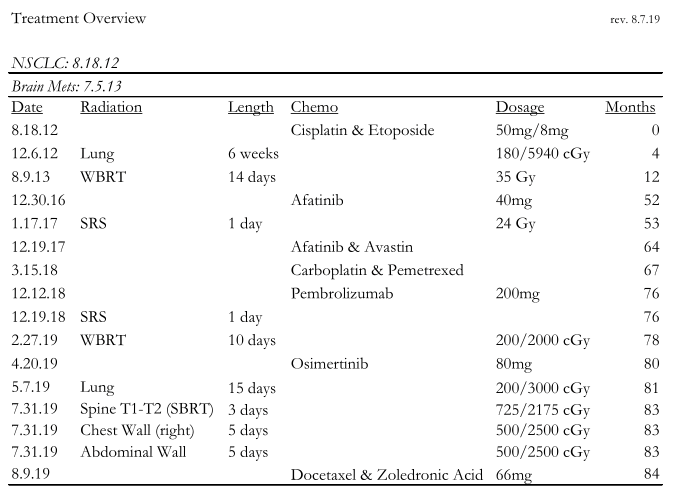 Treatment Overview rev. 8.7.19
NSCLC: 8.18.12
Brain Mets: 7.5.13
Date Radiation Length Chemo Dosage Months
8.18.12 Cisplatin & Etoposide 50mg/8mg 0
12.6.12 Lung 6 weeks 180/5940 cGy 4
8.9.13 WBRT 14 days 35 Gy 12
12.30.16 Afatinib 40mg 52
1.17.17 SRS 1 day 24 Gy 53
12.19.17 Afatinib & Avastin 64
3.15.18 Carboplatin & Pemetrexed 67
12.12.18 Pembrolizumab 200mg 76
12.19.18 SRS 1 day 76
2.27.19 WBRT 10 days 200/2000 cGy 78
4.20.19 Osimertinib 80mg 80
5.7.19 Lung 15 days 200/3000 cGy 81
7.31.19 Spine T1-T2 (SBRT) 3 days 725/2175 cGy 83
7.31.19 Chest Wall (right) 5 days 500/2500 cGy 83
7.31.19 Abdominal Wall 5 days 500/2500 cGy 83
8.9.19 Docetaxel & Zoledronic Acid 66mg 84